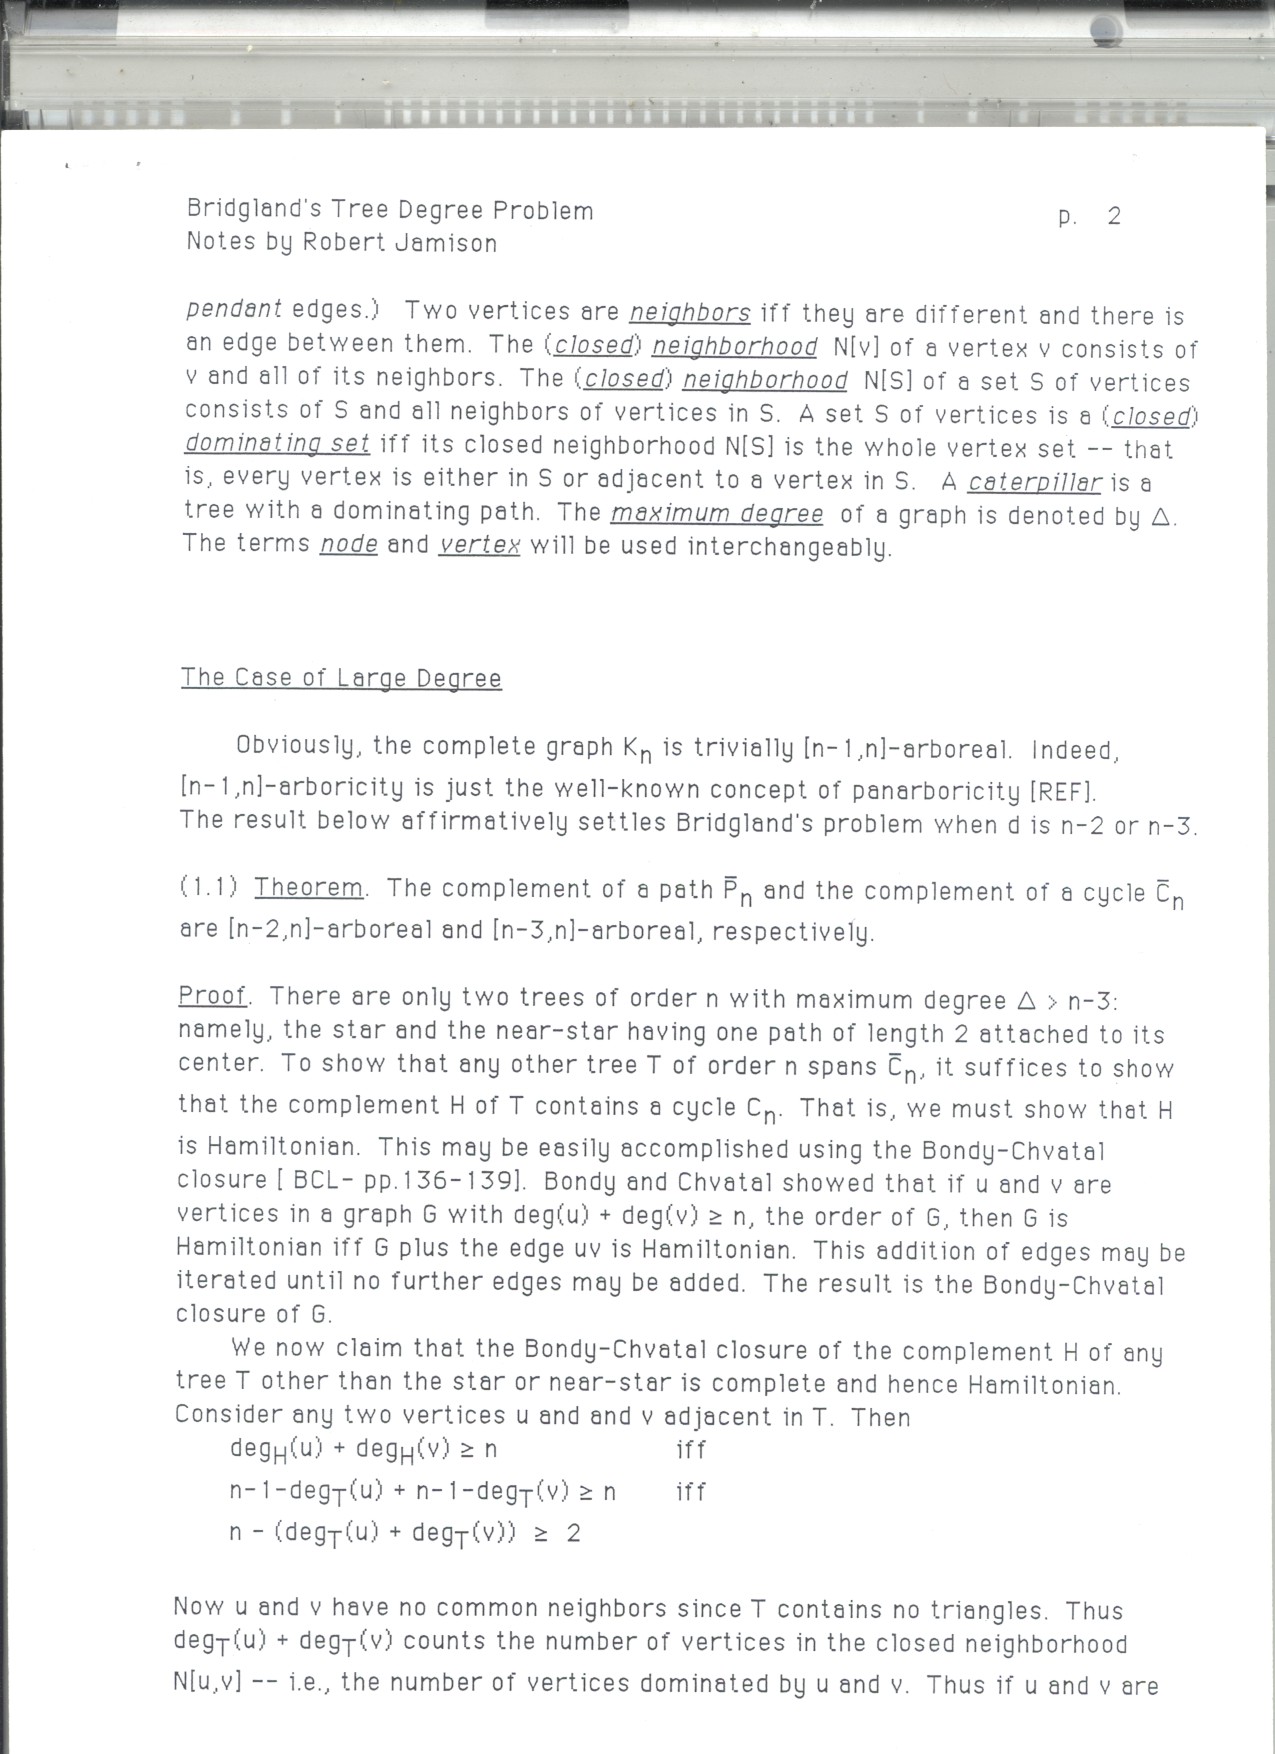 Bridgland's Tree Degree Problem p. 2
Notes by Robert Jamison
pendant edges.) Two vertices are neighbors iff they are different and there is
an edge between them. The (closed) neighborhood N[v] of a vertex v consists of
v and all of its neighbors. The (closed) neighborhood N[S] of a set S of vertices
consists of S and all neighbors of vertices in S. A set S of vertices is a (closed)
dominating set iff its closed neighborhood N[S] is the whole vertex set -- that
is, every vertex is either in S or adjacent to a vertex in S. A caterpillar is a
tree with a dominating path. The maximum degree of a graph is denoted by Δ.
The terms node and vertex will be used interchangeably.
The Case of Large Degree
Obviously, the complete graph Kₙ is trivially [n-1,n]-arboreal. Indeed,
[n-1,n]-arboricity is just the well-known concept of panarboricity [REF].
The result below affirmatively settles Bridgland's problem when d is n-2 or n-3.
(1.1) Theorem. The complement of a path P̄ₙ and the complement of a cycle C̄ₙ
are [n-2,n]-arboreal and [n-3,n]-arboreal, respectively.
Proof. There are only two trees of order n with maximum degree Δ > n-3:
namely, the star and the near-star having one path of length 2 attached to its
center. To show that any other tree T of order n spans C̄ₙ, it suffices to show
that the complement H of T contains a cycle Cₙ. That is, we must show that H
is Hamiltonian. This may be easily accomplished using the Bondy-Chvatal
closure [ BCL- pp.136-139]. Bondy and Chvatal showed that if u and v are
vertices in a graph G with deg(u) + deg(v) ≥ n, the order of G, then G is
Hamiltonian iff G plus the edge uv is Hamiltonian. This addition of edges may be
iterated until no further edges may be added. The result is the Bondy-Chvatal
closure of G.
We now claim that the Bondy-Chvatal closure of the complement H of any
tree T other than the star or near-star is complete and hence Hamiltonian.
Consider any two vertices u and and v adjacent in T. Then
deg_H(u) + deg_H(v) ≥ n iff
n-1-deg_T(u) + n-1-deg_T(v) ≥ n iff
n - (deg_T(u) + deg_T(v)) ≥ 2
Now u and v have no common neighbors since T contains no triangles. Thus
deg_T(u) + deg_T(v) counts the number of vertices in the closed neighborhood
N[u,v] -- i.e., the number of vertices dominated by u and v. Thus if u and v are